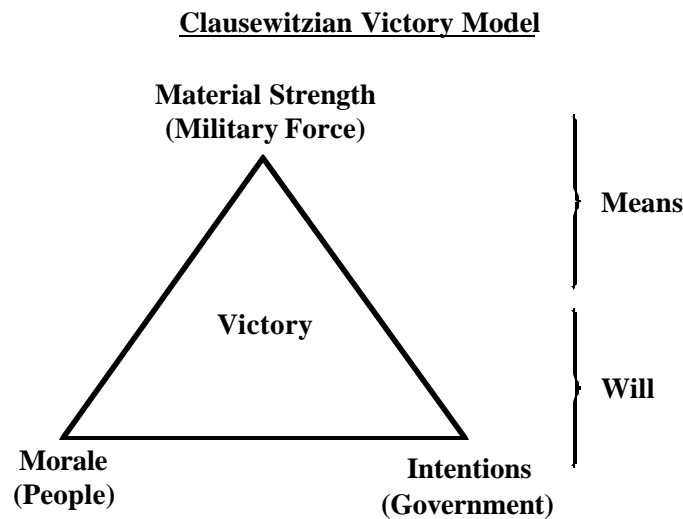 Clausewitzian Victory Model
Material Strength
(Military Force)
Means
Victory
Will
Morale
(People)
Intentions
(Government)